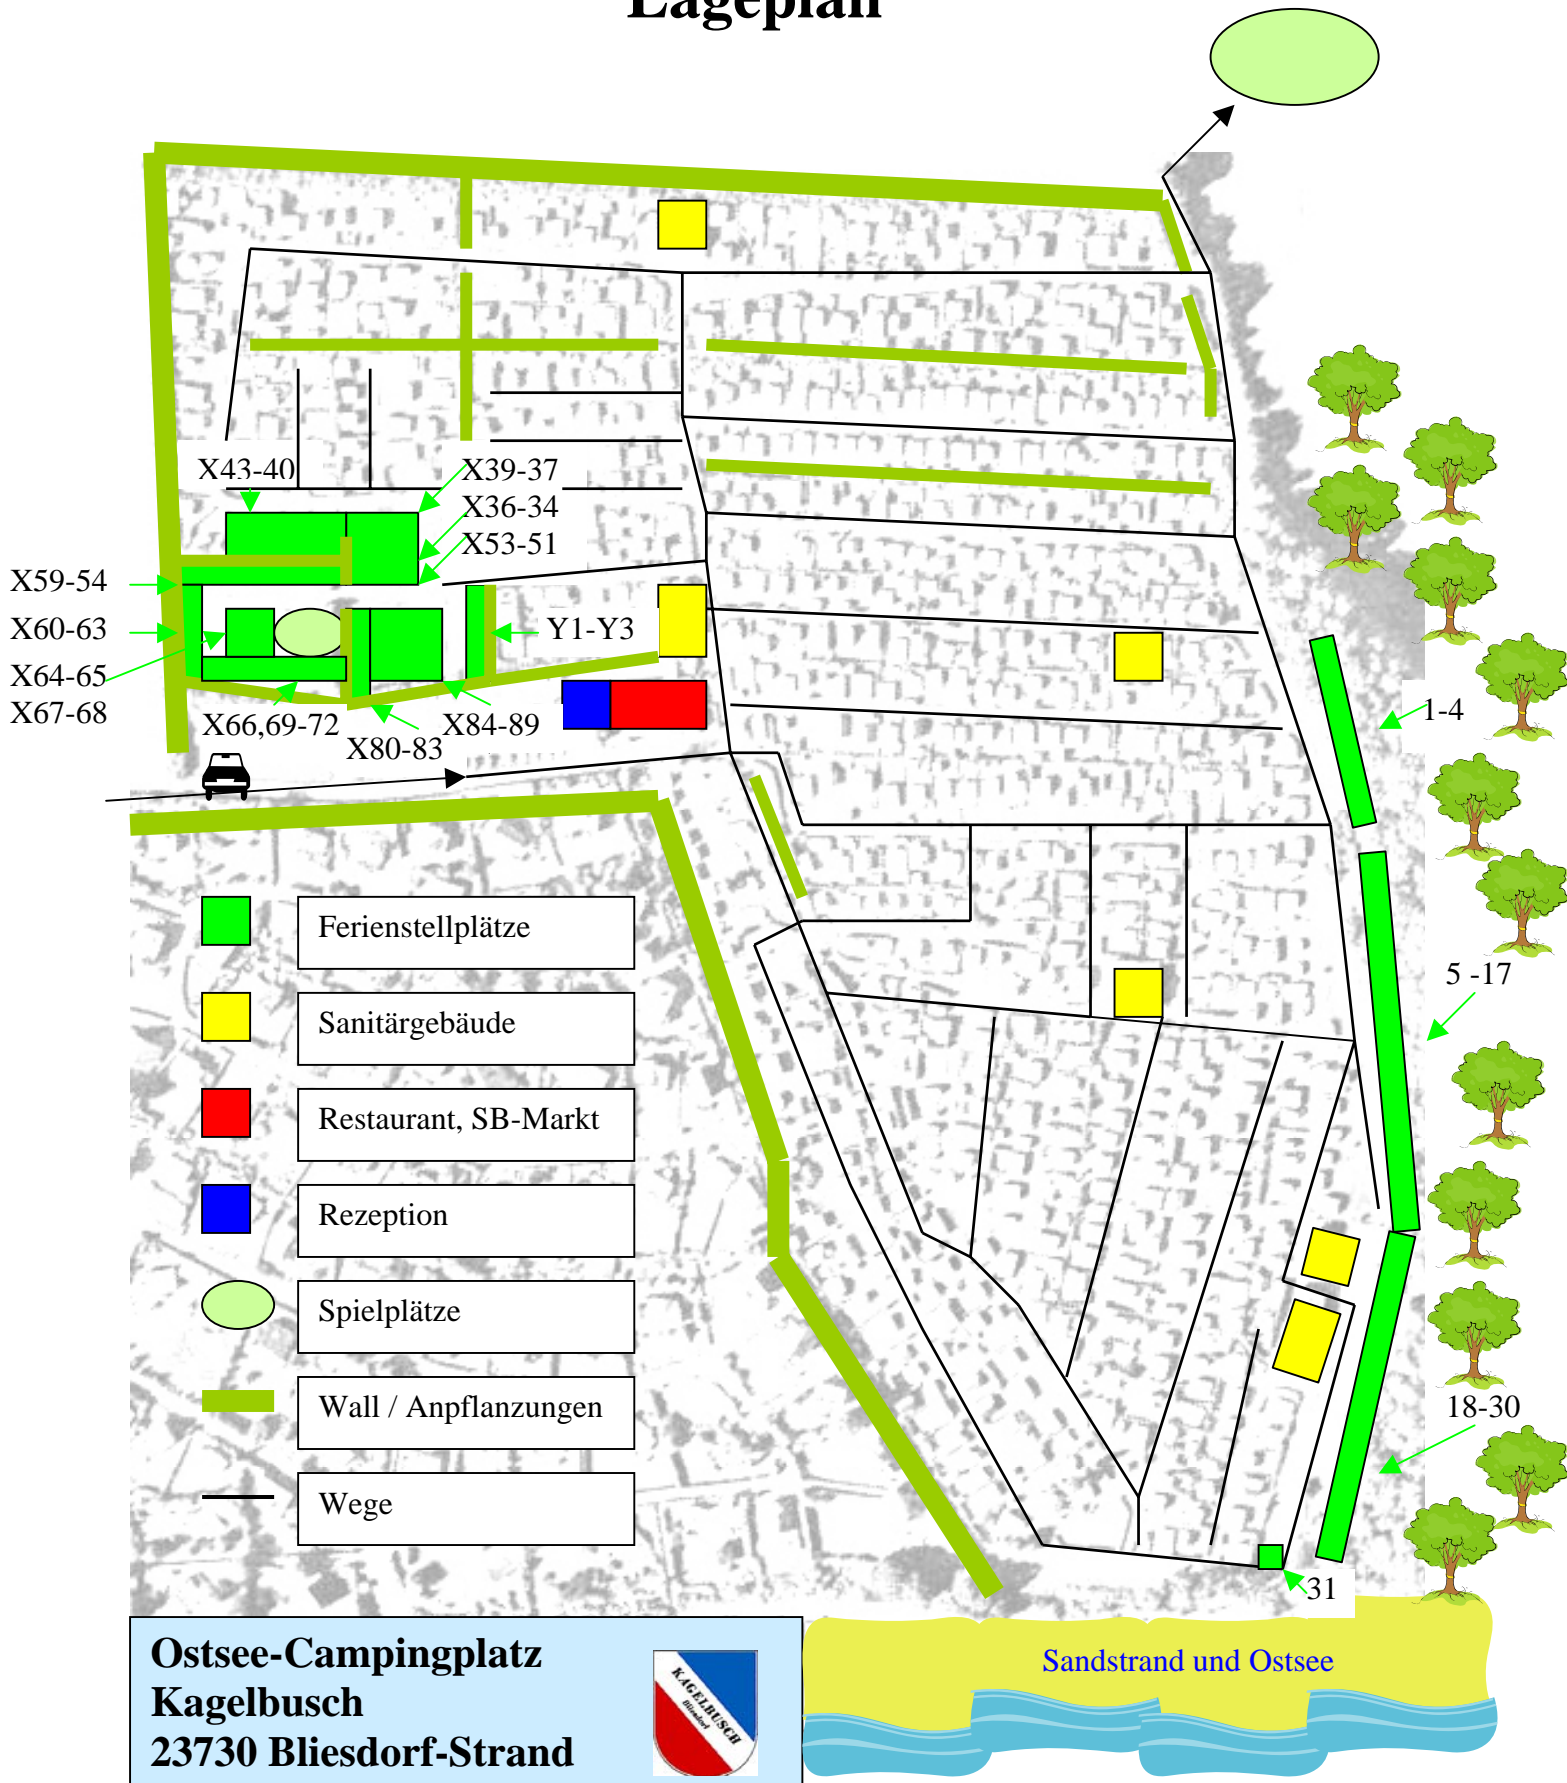 Lageplan
X43-40
X39-37
X36-34
X53-51
X59-54
X60-63
X64-65
X67-68
Y1-Y3
X66,69-72
X80-83
X84-89
1-4
5 -17
18-30
31
Ferienstellplätze
Sanitärgebäude
Restaurant, SB-Markt
Rezeption
Spielplätze
Wall / Anpflanzungen
Wege
Ostsee-Campingplatz
Kagelbusch
23730 Bliesdorf-Strand
KAGELBUSCH
Bliesdorf
Sandstrand und Ostsee